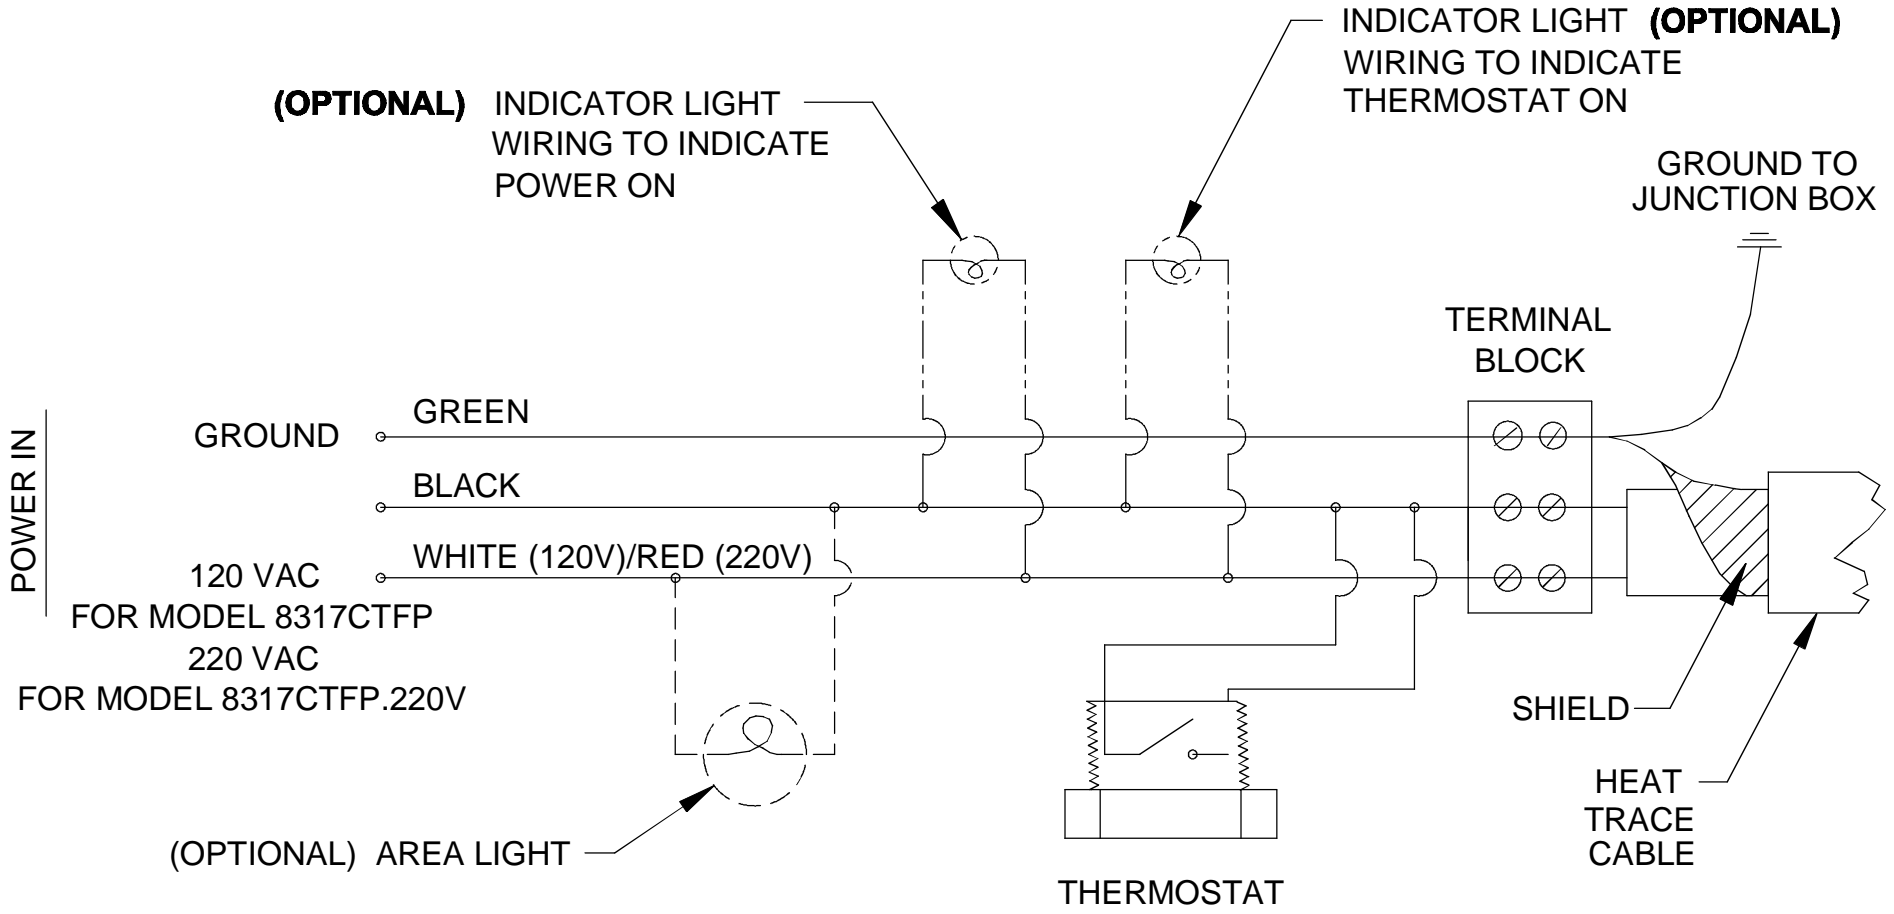 INDICATOR LIGHT (OPTIONAL)
WIRING TO INDICATE
THERMOSTAT ON
(OPTIONAL) INDICATOR LIGHT
WIRING TO INDICATE
POWER ON
GROUND TO
JUNCTION BOX
TERMINAL
BLOCK
POWER IN
GROUND
GREEN
BLACK
WHITE (120V)/RED (220V)
120 VAC
FOR MODEL 8317CTFP
220 VAC
FOR MODEL 8317CTFP.220V
SHIELD
HEAT
TRACE
CABLE
(OPTIONAL) AREA LIGHT
THERMOSTAT